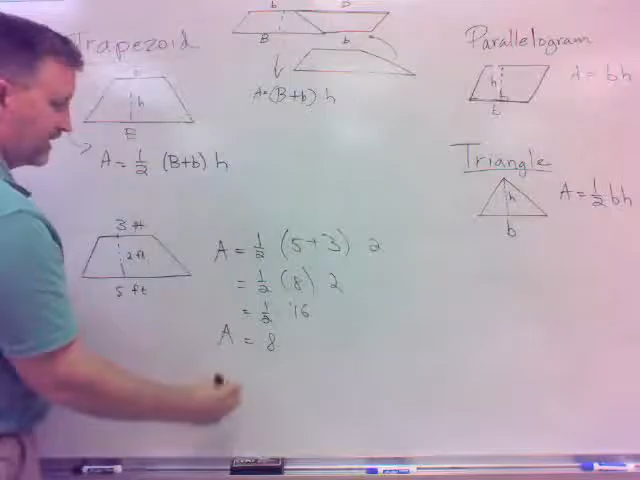 Trapezoid
b
h
B
A = 1/2 (B+b) h
b
B
B
b
A=(B+b) h
Parallelogram
h
b
A = bh
Triangle
h
b
A = 1/2 bh
3 ft
2 ft
5 ft
A = 1/2 (5+3) 2
= 1/2 (8) 2
= 1/2 · 16
A = 8